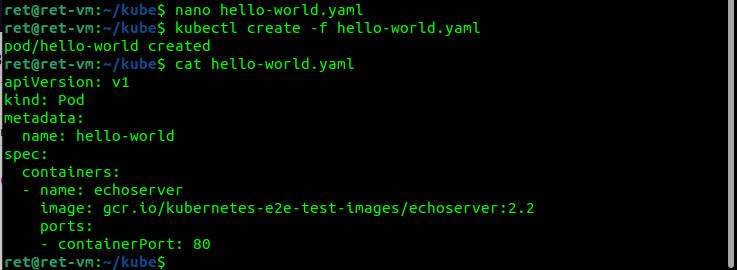 ret@ret-vm:~/kube$ nano hello-world.yaml
ret@ret-vm:~/kube$ kubectl create -f hello-world.yaml
pod/hello-world created
ret@ret-vm:~/kube$ cat hello-world.yaml
apiVersion: v1
kind: Pod
metadata:
  name: hello-world
spec:
  containers:
  - name: echoserver
    image: gcr.io/kubernetes-e2e-test-images/echoserver:2.2
    ports:
    - containerPort: 80
ret@ret-vm:~/kube$